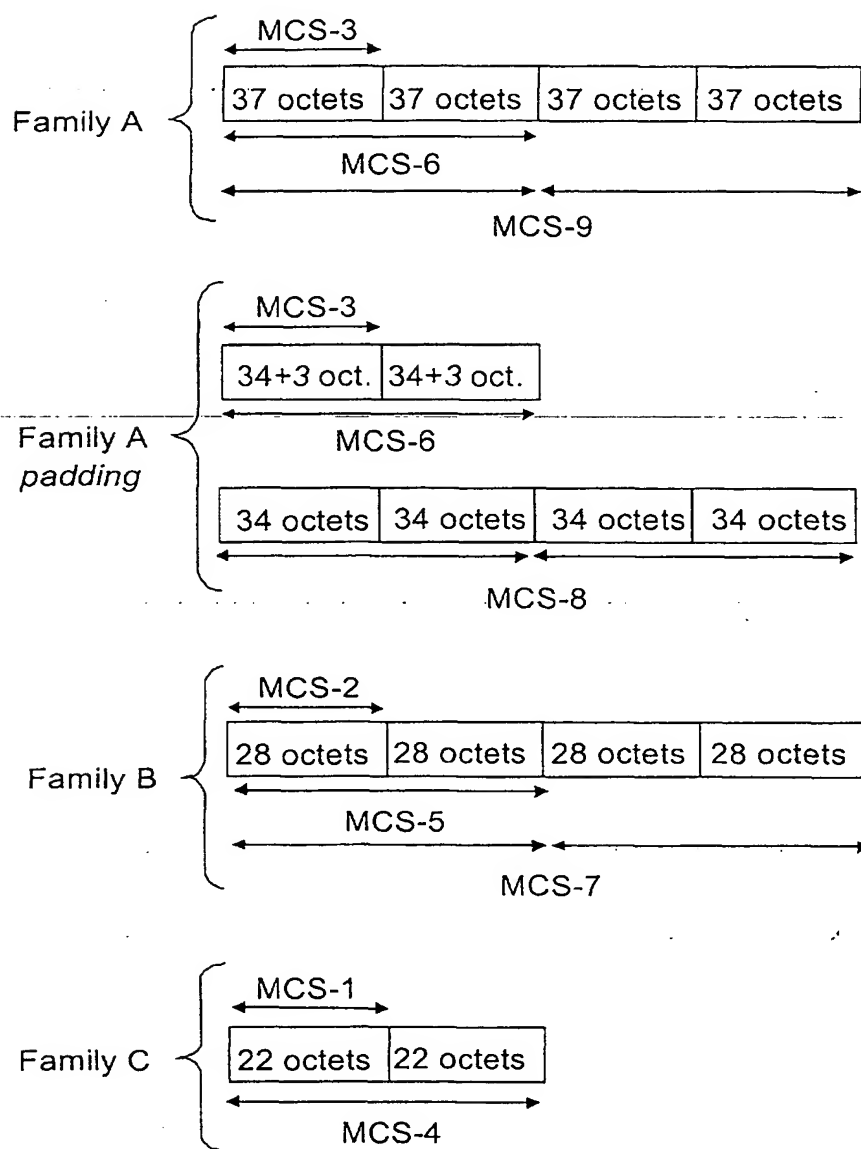 MCS-3
Family A
37 octets 37 octets 37 octets 37 octets
MCS-6
MCS-9
MCS-3
34+3 oct. 34+3 oct.
Family A
padding
MCS-6
34 octets 34 octets 34 octets 34 octets
MCS-8
MCS-2
28 octets 28 octets 28 octets 28 octets
Family B
MCS-5
MCS-7
MCS-1
Family C
22 octets 22 octets
MCS-4